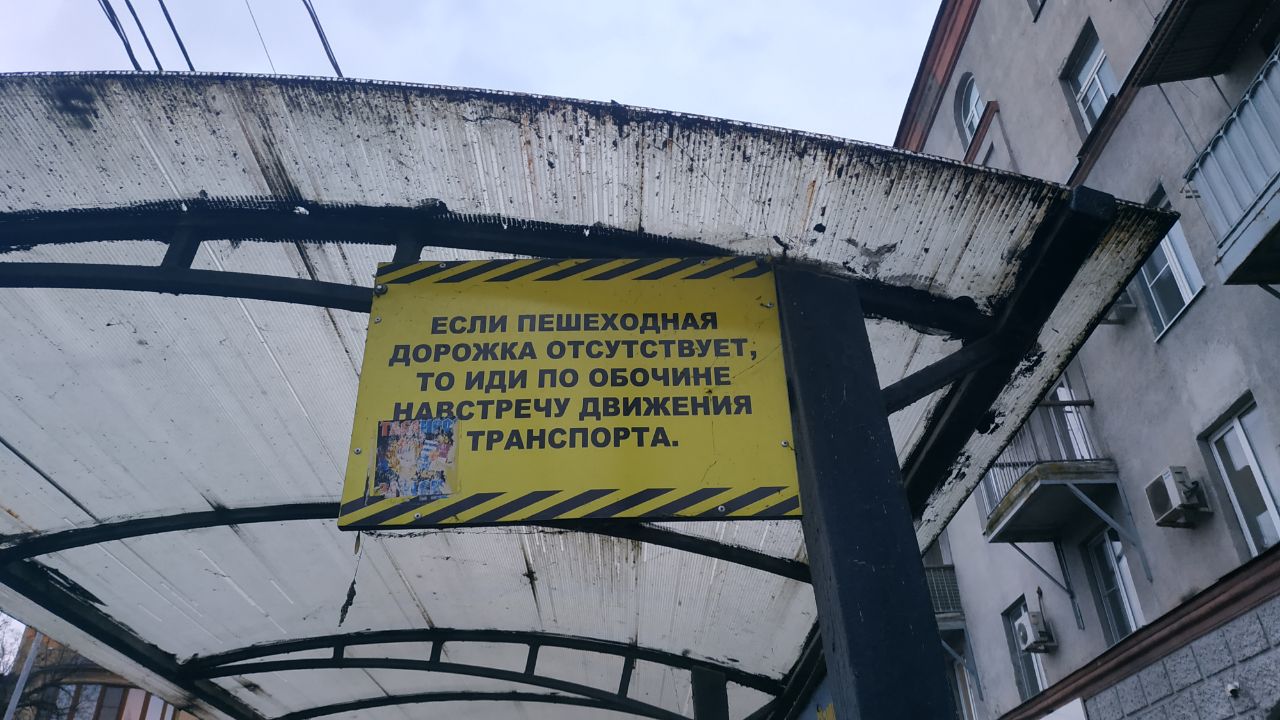 ЕСЛИ ПЕШЕХОДНАЯ
ДОРОЖКА ОТСУТСТВУЕТ,
ТО ИДИ ПО ОБОЧИНЕ
НАВСТРЕЧУ ДВИЖЕНИЯ
ТРАНСПОРТА.